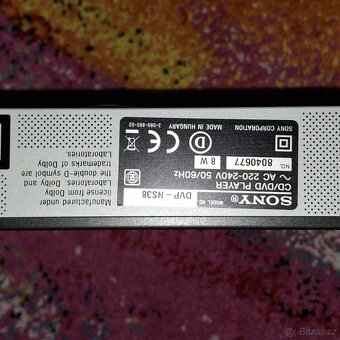 SONY®
MODEL NO. DVP-NS38
CD/DVD PLAYER
~ AC 220-240V 50/60Hz
8 W
NO. 8040677
SONY CORPORATION
MADE IN HUNGARY
3-089-885-02
Manufactured under
license from Dolby
Laboratories. Dolby and
the double-D symbol are
trademarks of Dolby
Laboratories.
Bazos.cz